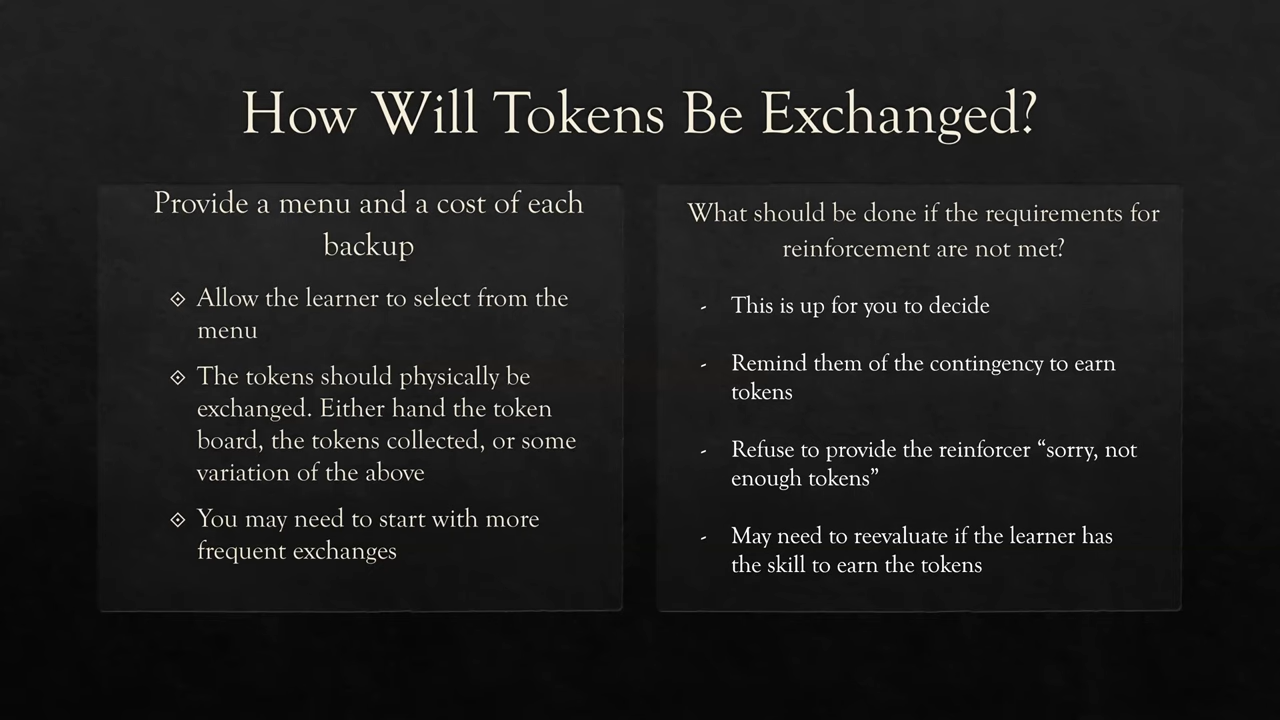 How Will Tokens Be Exchanged?
Provide a menu and a cost of each
backup
Allow the learner to select from the
menu
The tokens should physically be
exchanged. Either hand the token
board, the tokens collected, or some
variation of the above
You may need to start with more
frequent exchanges
What should be done if the requirements for
reinforcement are not met?
- This is up for you to decide
- Remind them of the contingency to earn
tokens
- Refuse to provide the reinforcer “sorry, not
enough tokens”
- May need to reevaluate if the learner has
the skill to earn the tokens